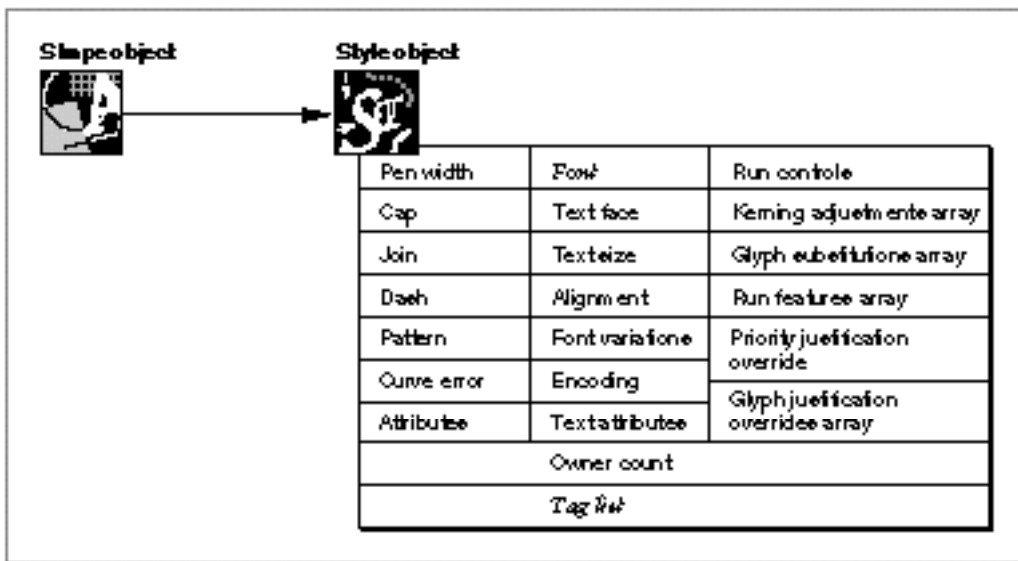 Shape object
Style object
Pen width
Font
Run controls
Cap
Text face
Kerning adjustments array
Join
Text size
Glyph substitutions array
Dash
Alignment
Run features array
Pattern
Font variations
Priority justification
override
Curve error
Encoding
Glyph justification
overrides array
Attributes
Text attributes
Owner count
Tag list